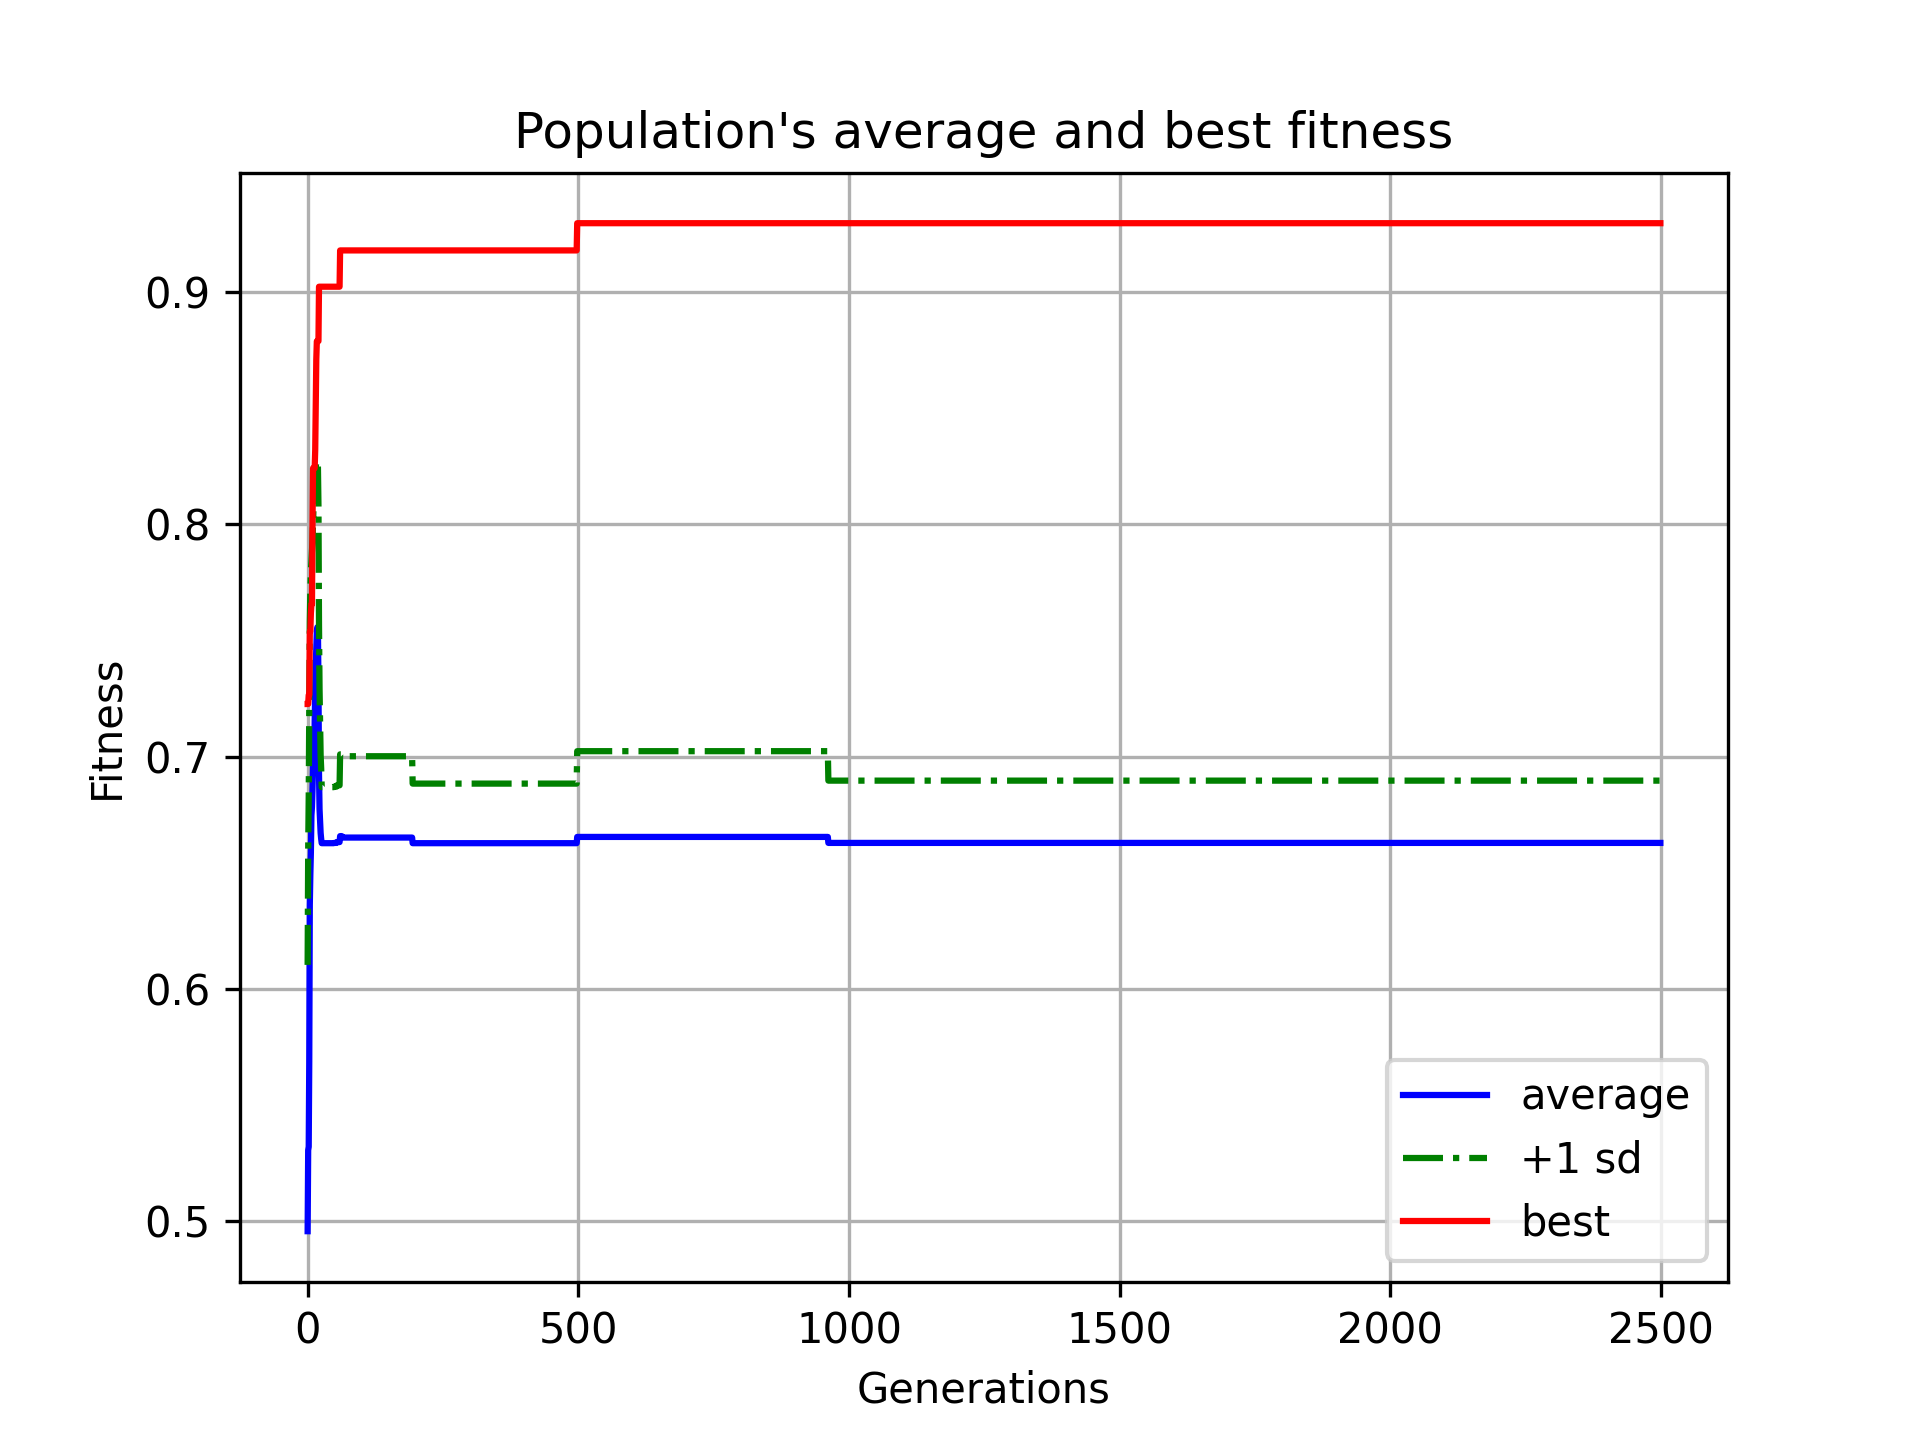 Population's average and best fitness
Fitness
0.9
0.8
0.7
0.6
0.5
0 500 1000 1500 2000 2500
Generations
average
+1 sd
best